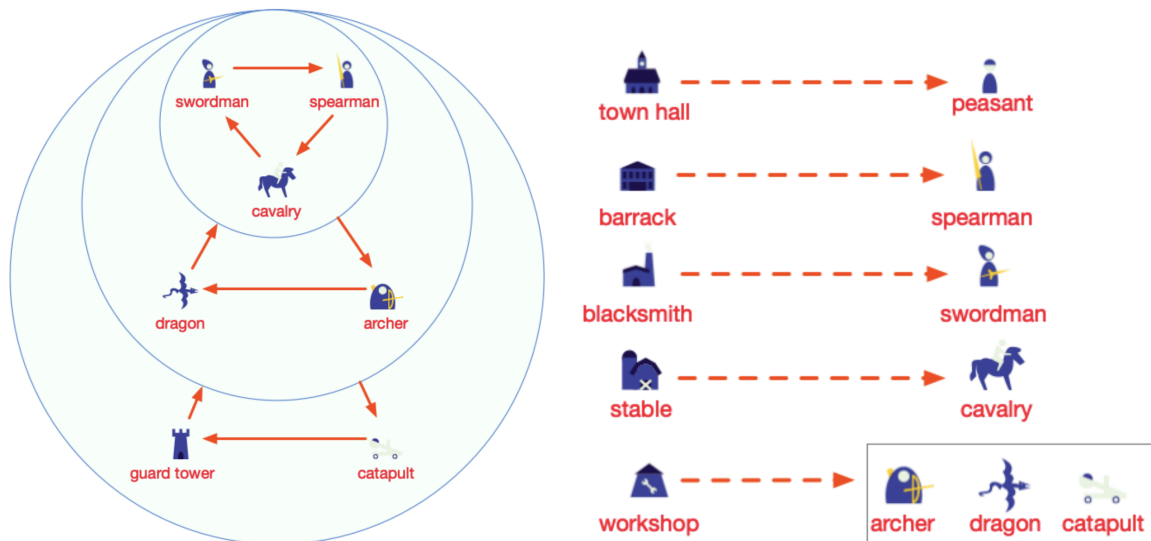 swordman
spearman
cavalry
dragon
archer
guard tower
catapult
town hall
peasant
barrack
spearman
blacksmith
swordman
stable
cavalry
workshop
archer
dragon
catapult